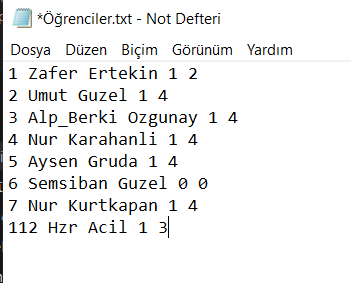 *Öğrenciler.txt - Not Defteri
Dosya Düzen Biçim Görünüm Yardım
1 Zafer Ertekin 1 2
2 Umut Guzel 1 4
3 Alp_Berki Ozgunay 1 4
4 Nur Karahanli 1 4
5 Aysen Gruda 1 4
6 Semsiban Guzel 0 0
7 Nur Kurtkapan 1 4
112 Hzr Acil 1 3